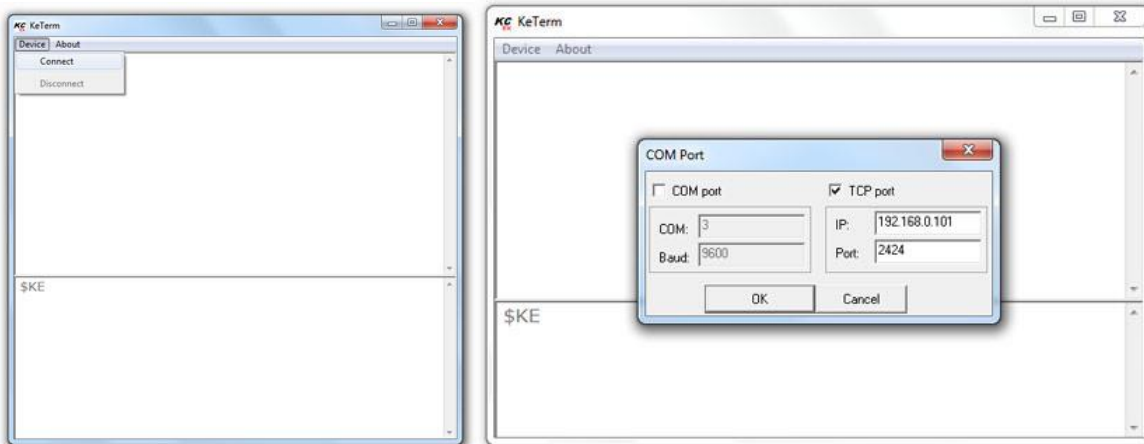 KeTerm
Device About
Connect
Disconnect
$KE
KeTerm
Device About
COM Port
COM port
TCP port
COM: 3
IP: 192.168.0.101
Baud: 9600
Port: 2424
OK Cancel
$KE